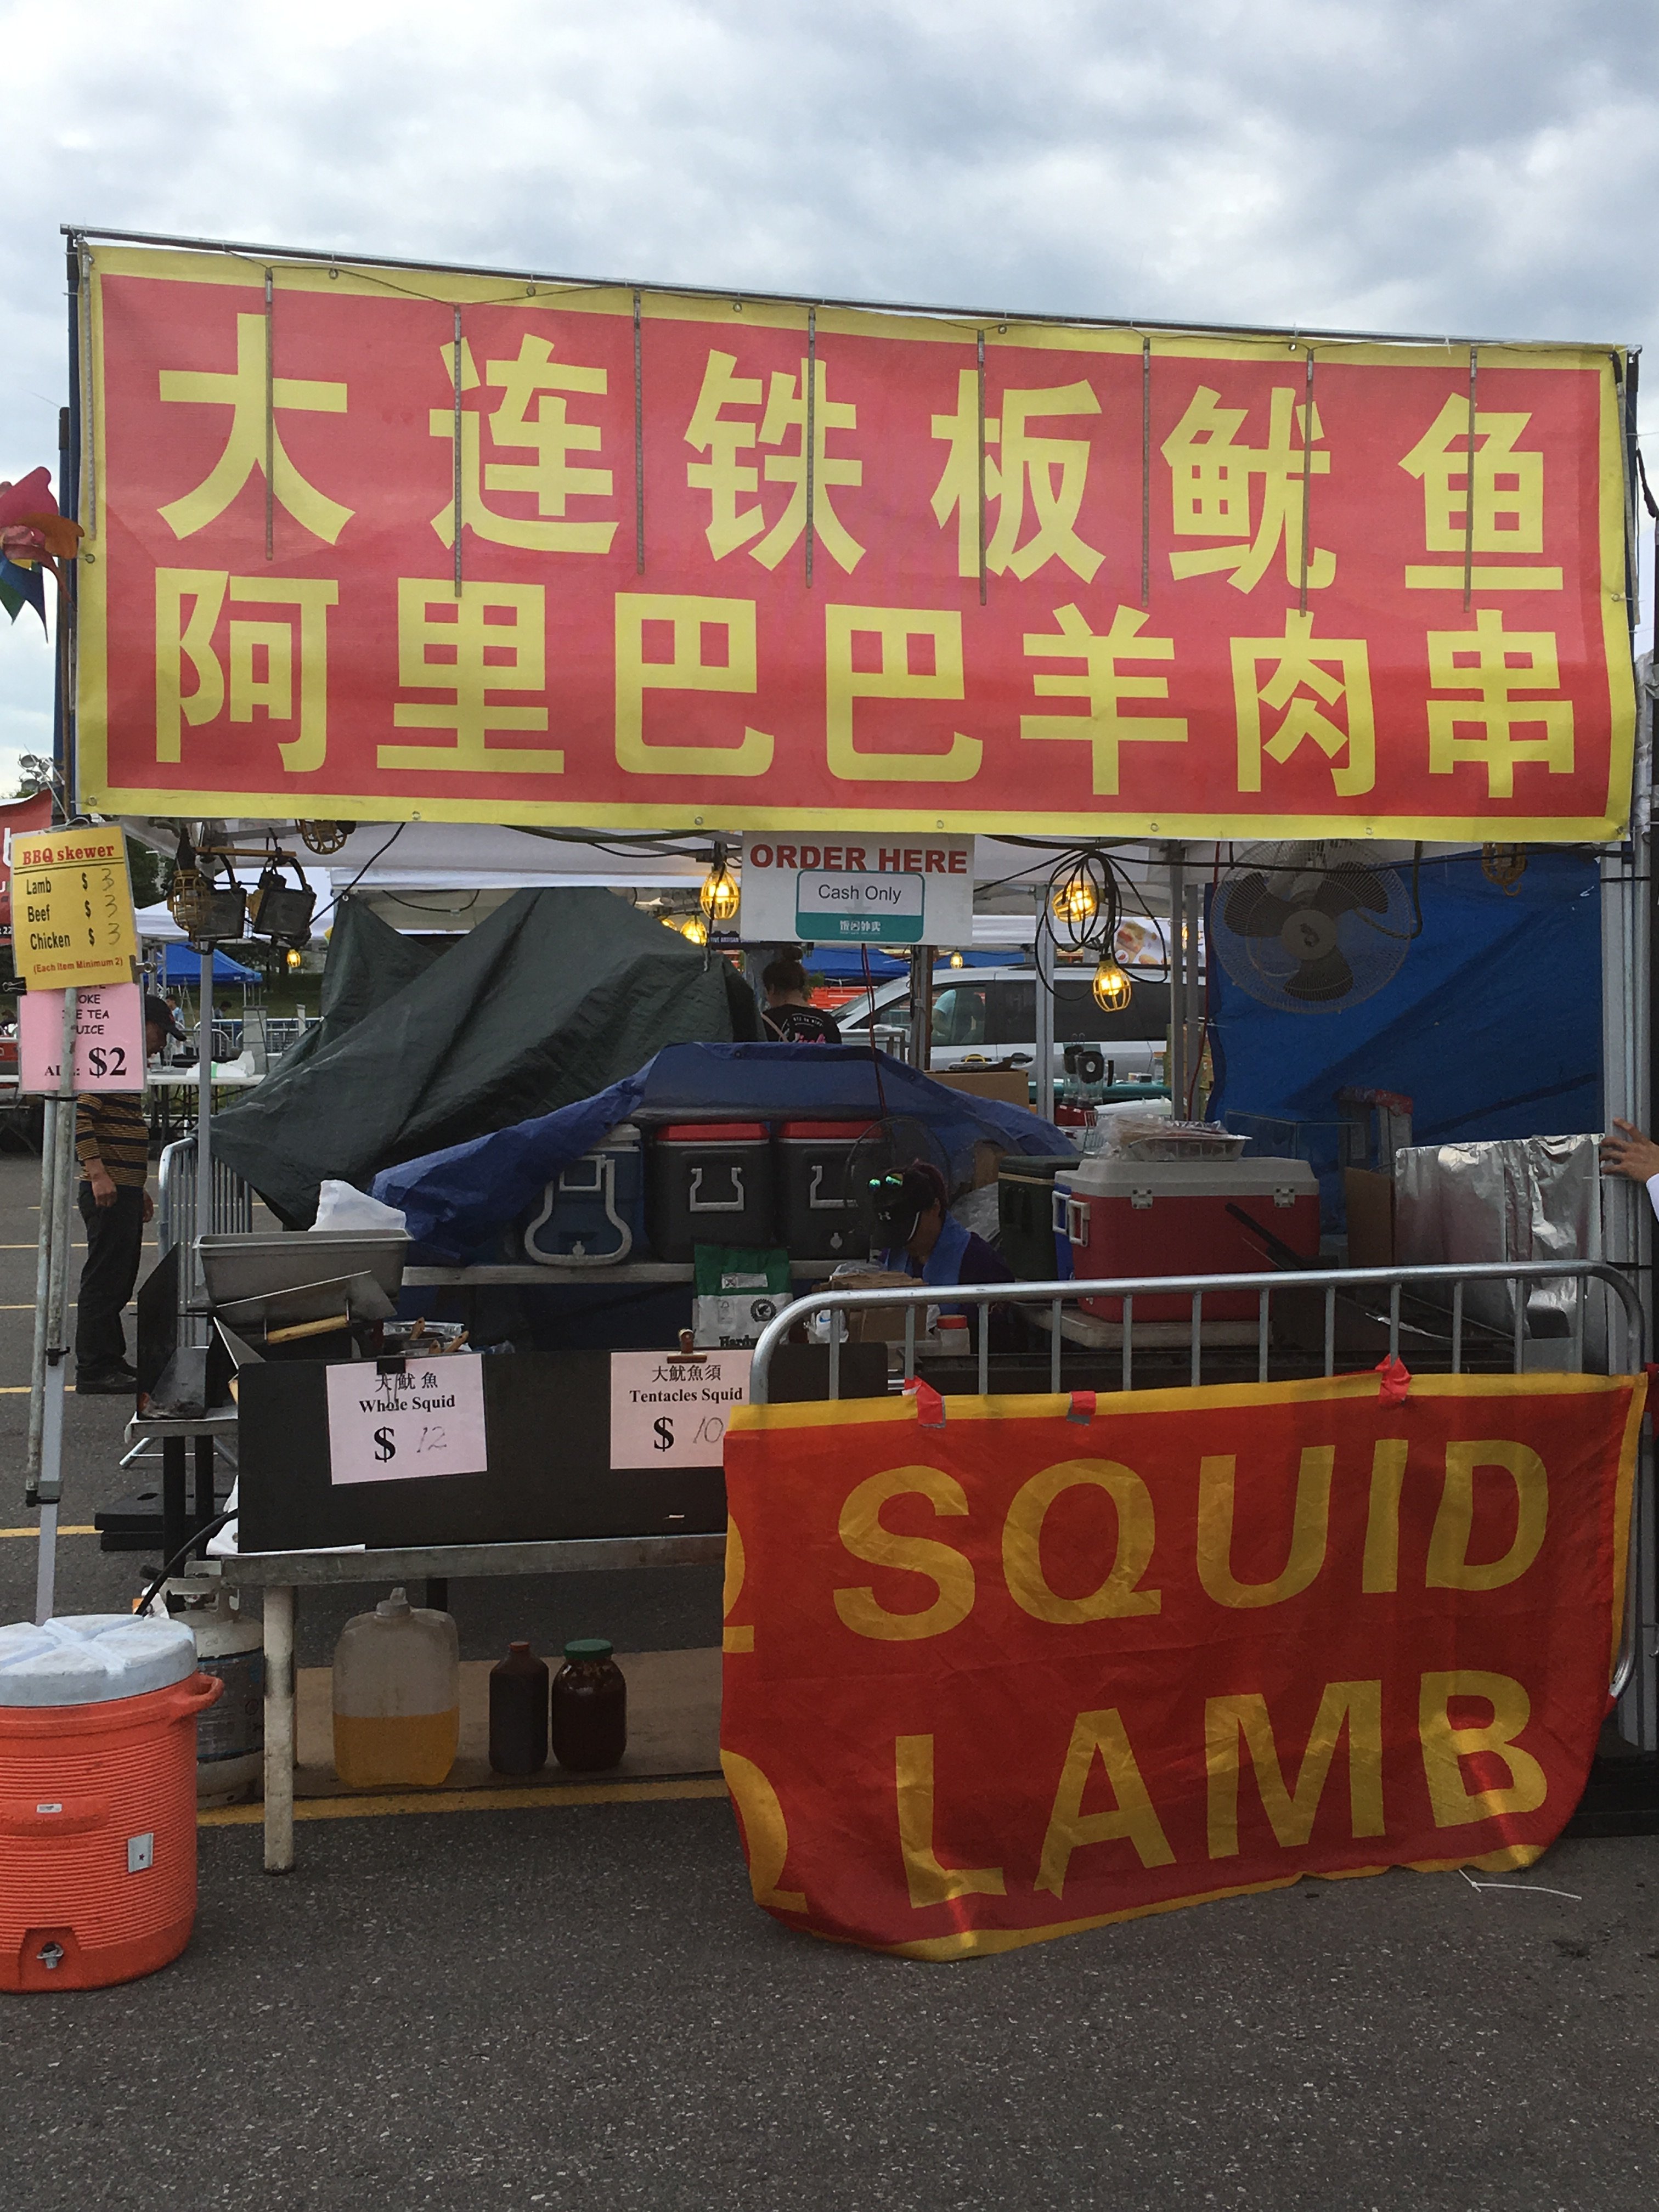 大连铁板鱿鱼
阿里巴巴羊肉串
ORDER HERE
Cash Only
BBQ skewer
Lamb $ 3
Beef $ 3
Chicken $ 3
(Each Item Minimum 2)
TEA
$2
大魷魚
Whole Squid
$ 12
大魷魚須
Tentacles Squid
$ 10
SQUID
LAMB